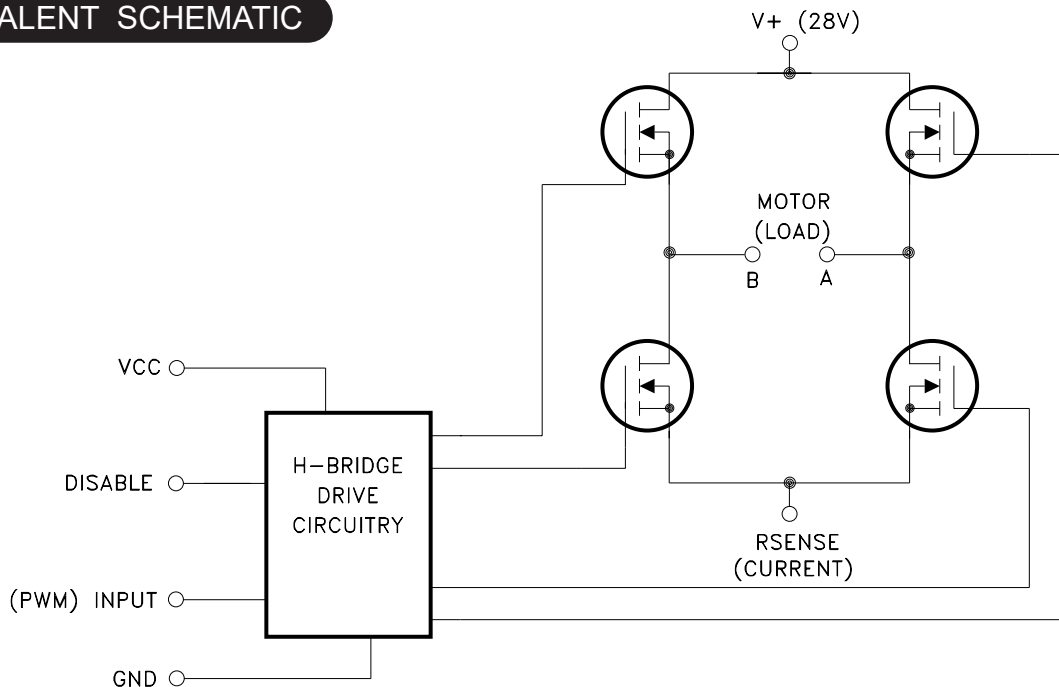 ALENT SCHEMATIC
V+ (28V)
MOTOR
(LOAD)
B A
VCC
DISABLE
H-BRIDGE
DRIVE
CIRCUITRY
RSENSE
(CURRENT)
(PWM) INPUT
GND